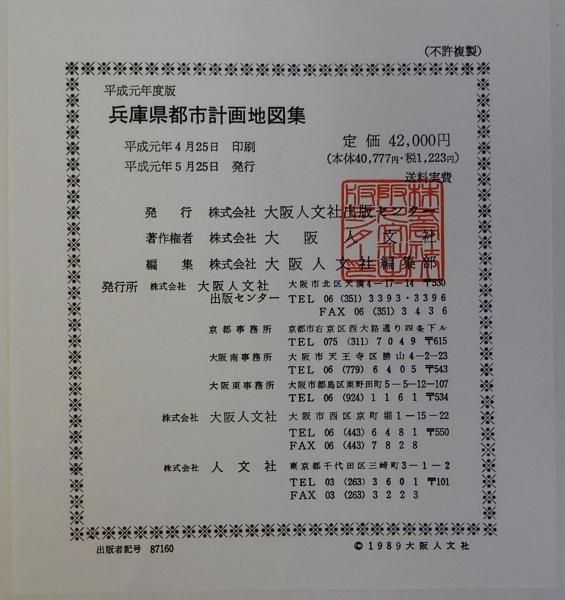 (不許複製)
平成元年度版
兵庫県都市計画地図集
平成元年4月25日 印刷
定価 42,000円
平成元年5月25日 発行
(本体40,777円・税1,223円)
送料実費
発行 株式会社 大阪人文社出版センター
著作権者 株式会社 大阪人文社
編集 株式会社 大阪人文社編集部
発行所 株式会社 大阪人文社 大阪市北区天満4-17-14 〒530
出版センター TEL 06 (351) 3393・3396
FAX 06 (351) 3436
京都事務所 京都市右京区西大路通り四条下ル
TEL 075 (311) 7049 〒615
大阪南事務所 大阪市天王寺区勝山4-2-23
TEL 06 (779) 6405 〒543
大阪東事務所 大阪市都島区東野田町5-5-12-107
TEL 06 (924) 1161 〒534
株式会社 大阪人文社 大阪市西区京町堀1-15-22
TEL 06 (443) 6481 〒550
FAX 06 (443) 7828
株式会社 人文社 東京都千代田区三崎町3-1-2
TEL 03 (263) 3601 〒101
FAX 03 (263) 3223
出版者記号 87160
©1989大阪人文社